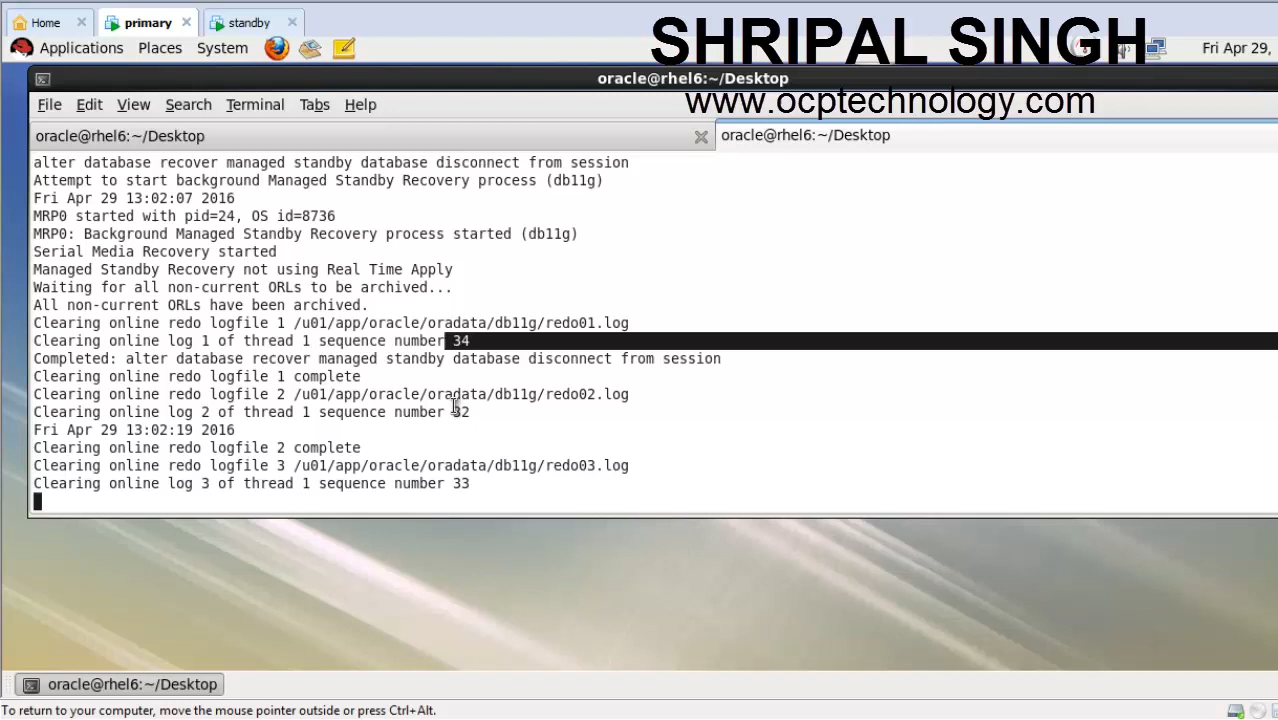 Home
primary
standby
SHRIPAL SINGH
Applications Places System
Fri Apr 29,
oracle@rhel6:~/Desktop
www.ocptechnology.com
File Edit View Search Terminal Tabs Help
oracle@rhel6:~/Desktop
oracle@rhel6:~/Desktop
alter database recover managed standby database disconnect from session
Attempt to start background Managed Standby Recovery process (db11g)
Fri Apr 29 13:02:07 2016
MRP0 started with pid=24, OS id=8736
MRP0: Background Managed Standby Recovery process started (db11g)
Serial Media Recovery started
Managed Standby Recovery not using Real Time Apply
Waiting for all non-current ORLs to be archived...
All non-current ORLs have been archived.
Clearing online redo logfile 1 /u01/app/oracle/oradata/db11g/redo01.log
Clearing online log 1 of thread 1 sequence number 34
Completed: alter database recover managed standby database disconnect from session
Clearing online redo logfile 1 complete
Clearing online redo logfile 2 /u01/app/oracle/oradata/db11g/redo02.log
Clearing online log 2 of thread 1 sequence number 32
Fri Apr 29 13:02:19 2016
Clearing online redo logfile 2 complete
Clearing online redo logfile 3 /u01/app/oracle/oradata/db11g/redo03.log
Clearing online log 3 of thread 1 sequence number 33
oracle@rhel6:~/Desktop
To return to your computer, move the mouse pointer outside or press Ctrl+Alt.